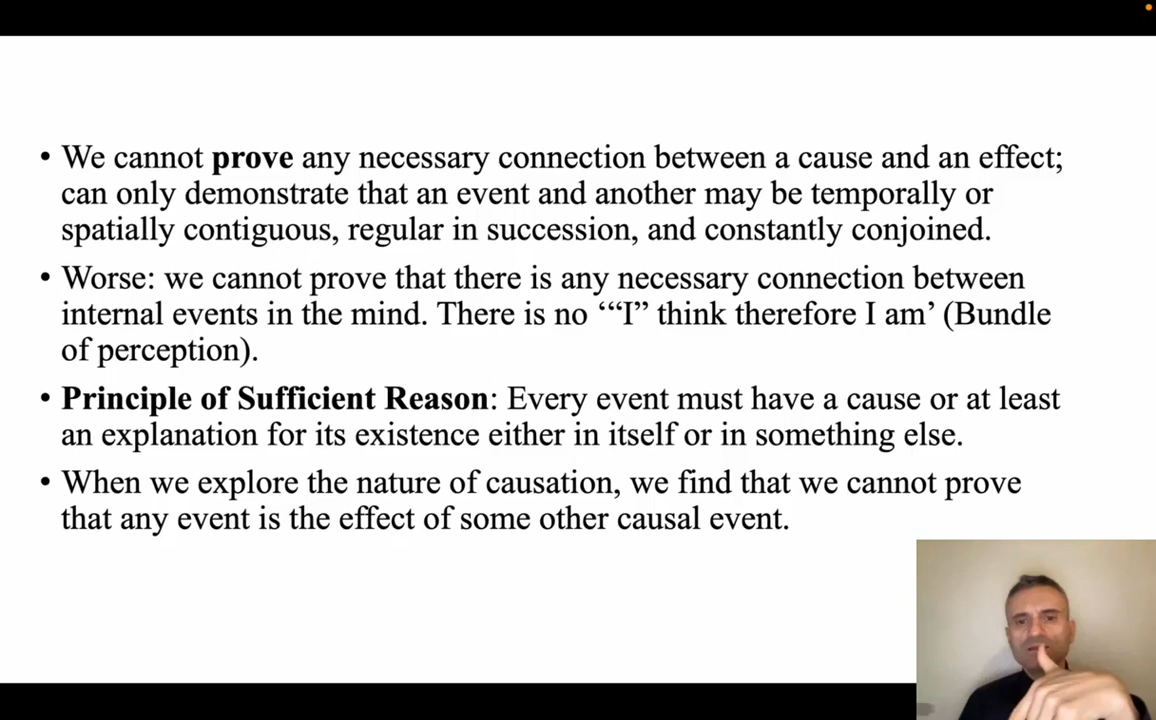 • We cannot prove any necessary connection between a cause and an effect;
can only demonstrate that an event and another may be temporally or
spatially contiguous, regular in succession, and constantly conjoined.
• Worse: we cannot prove that there is any necessary connection between
internal events in the mind. There is no ‘“I” think therefore I am’ (Bundle
of perception).
• Principle of Sufficient Reason: Every event must have a cause or at least
an explanation for its existence either in itself or in something else.
• When we explore the nature of causation, we find that we cannot prove
that any event is the effect of some other causal event.